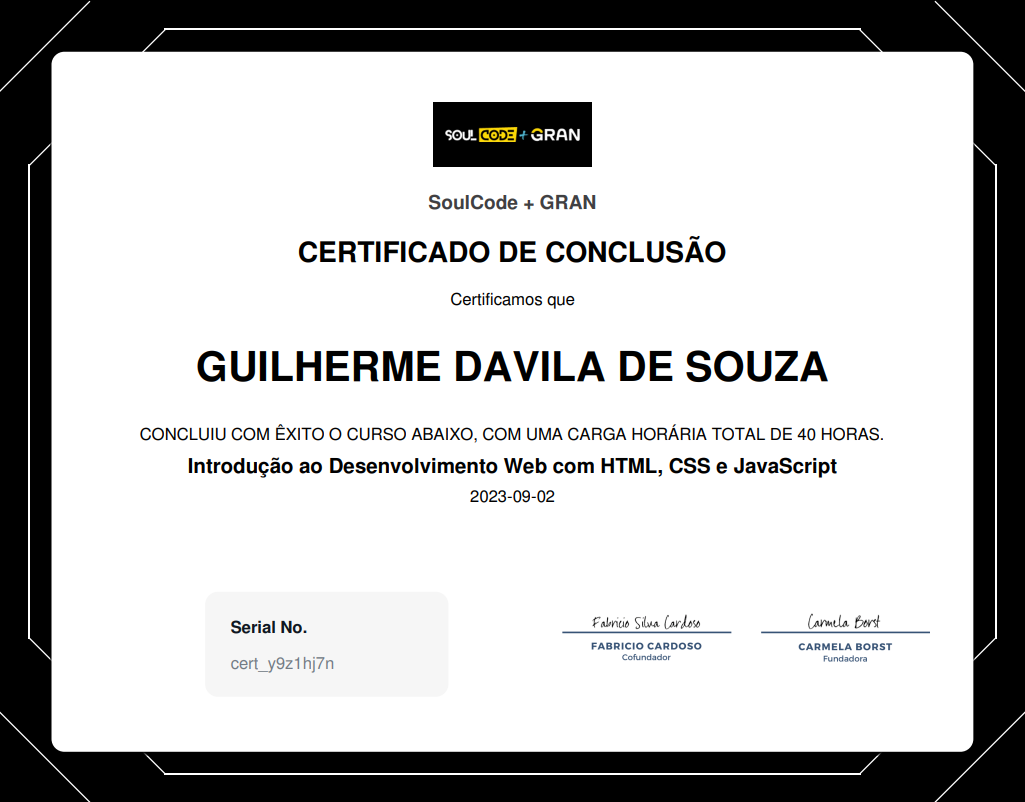 SOUL CODE + GRAN
SoulCode + GRAN
CERTIFICADO DE CONCLUSÃO
Certificamos que
GUILHERME DAVILA DE SOUZA
CONCLUIU COM ÊXITO O CURSO ABAIXO, COM UMA CARGA HORÁRIA TOTAL DE 40 HORAS.
Introdução ao Desenvolvimento Web com HTML, CSS e JavaScript
2023-09-02
Serial No.
cert_y9z1hj7n
Fabricio Silva Cardoso
FABRICIO CARDOSO
Cofundador
Carmela Borst
CARMELA BORST
Fundadora